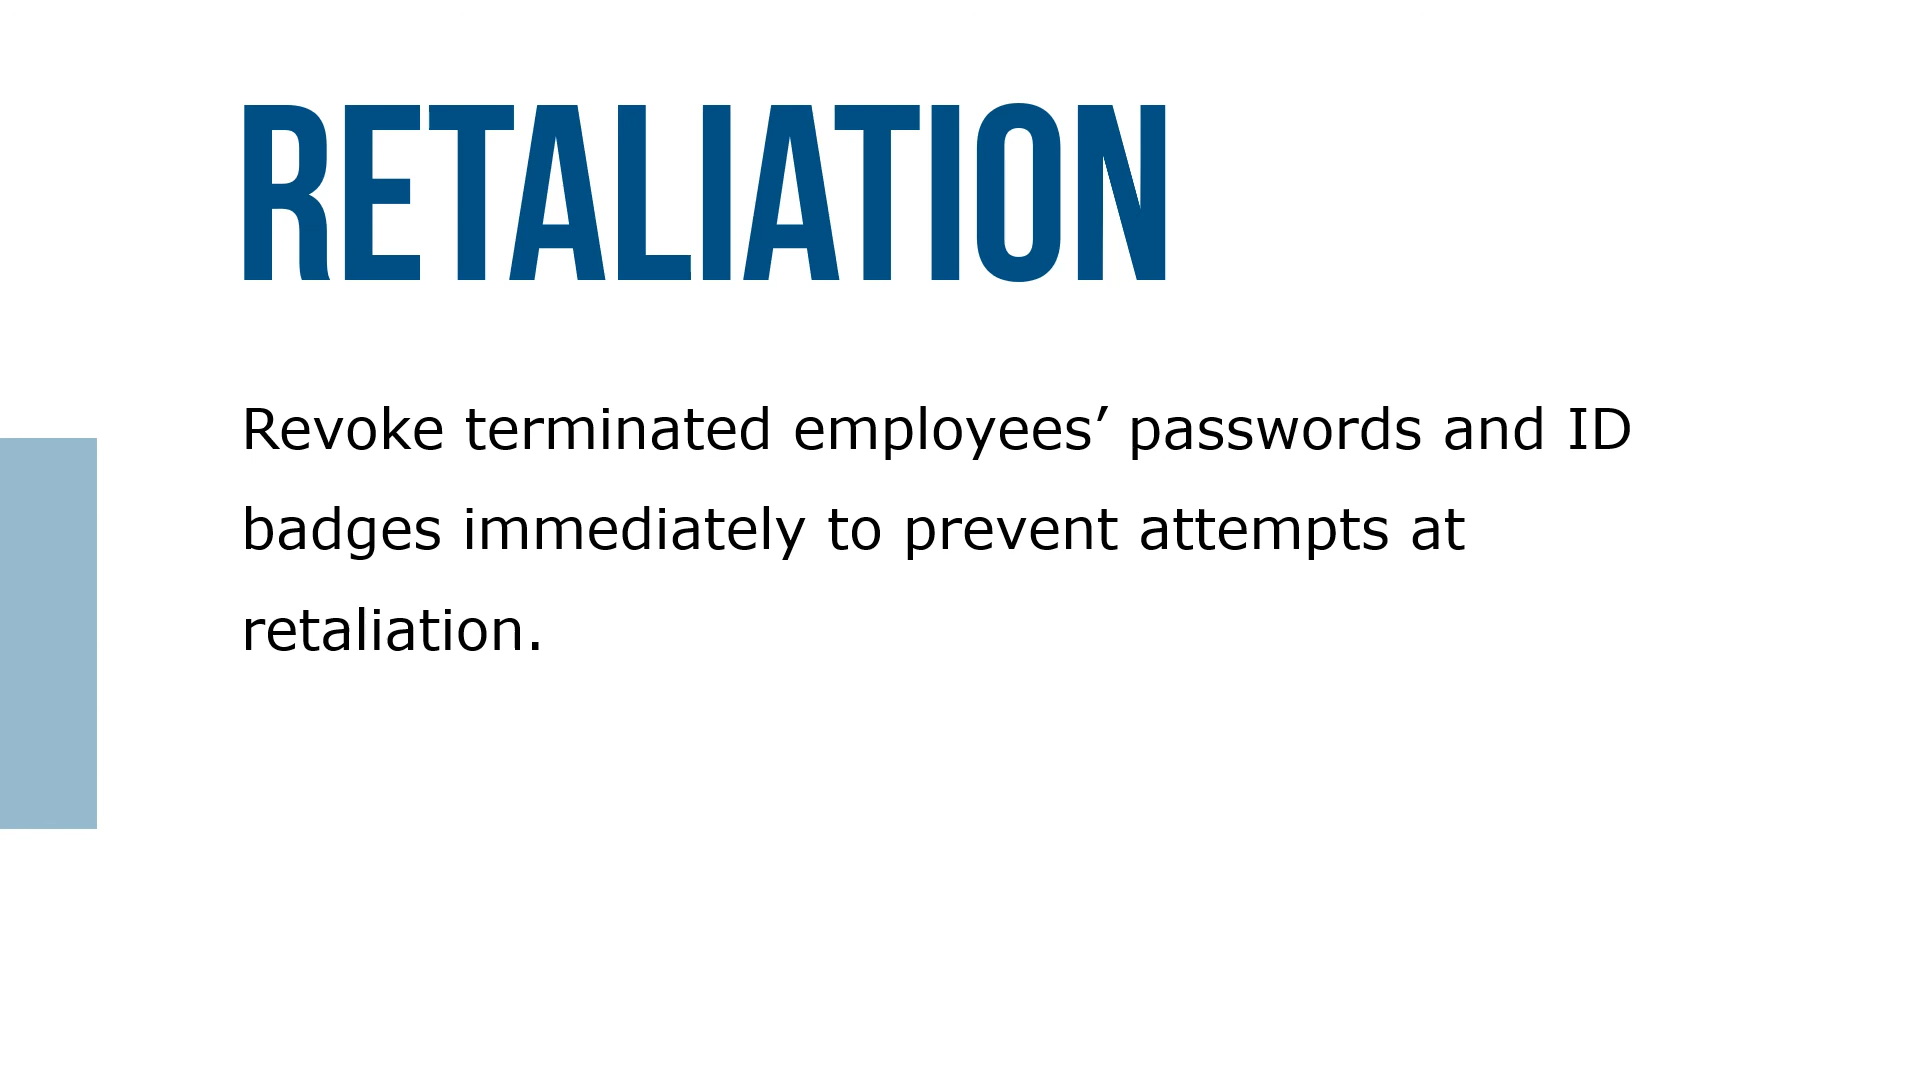 RETALIATION
Revoke terminated employees’ passwords and ID
badges immediately to prevent attempts at
retaliation.